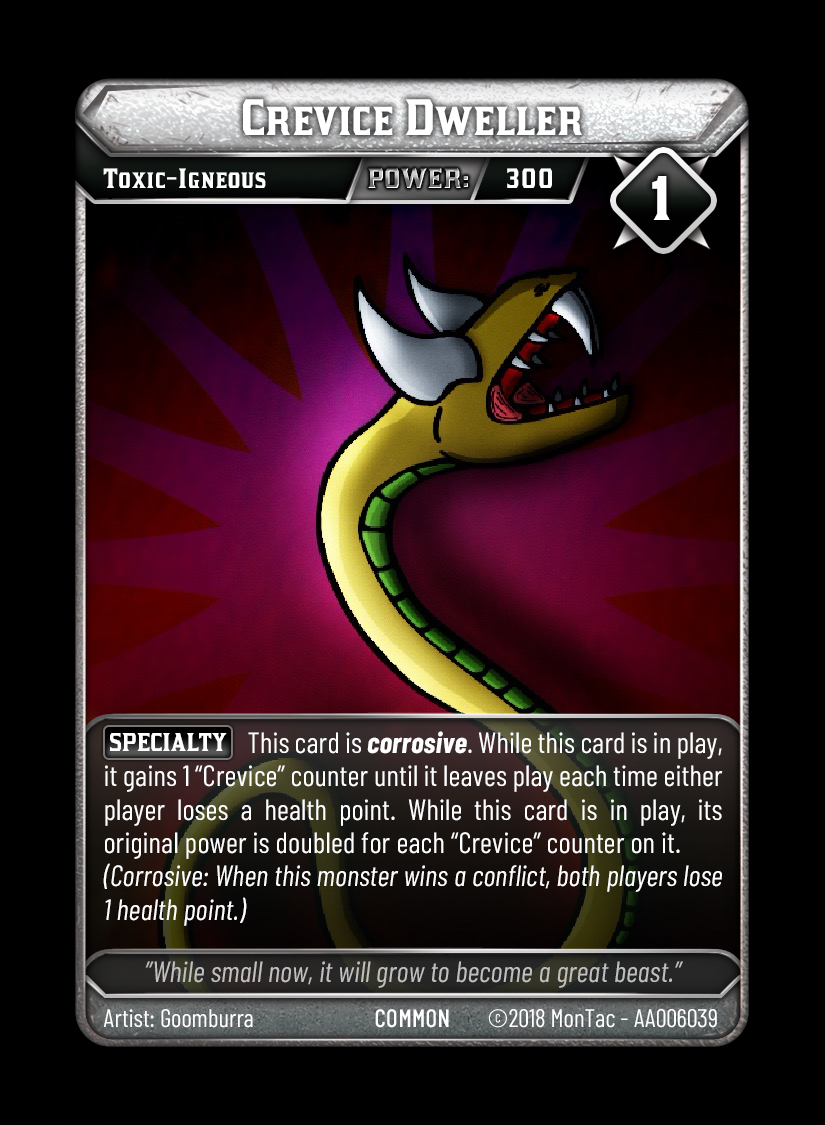 Crevice Dweller
Toxic-Igneous POWER: 300
1
SPECIALTY This card is corrosive. While this card is in play,
it gains 1 “Crevice” counter until it leaves play each time either
player loses a health point. While this card is in play, its
original power is doubled for each “Crevice” counter on it.
(Corrosive: When this monster wins a conflict, both players lose
1 health point.)
“While small now, it will grow to become a great beast.”
Artist: Goomburra COMMON ©2018 MonTac - AA006039